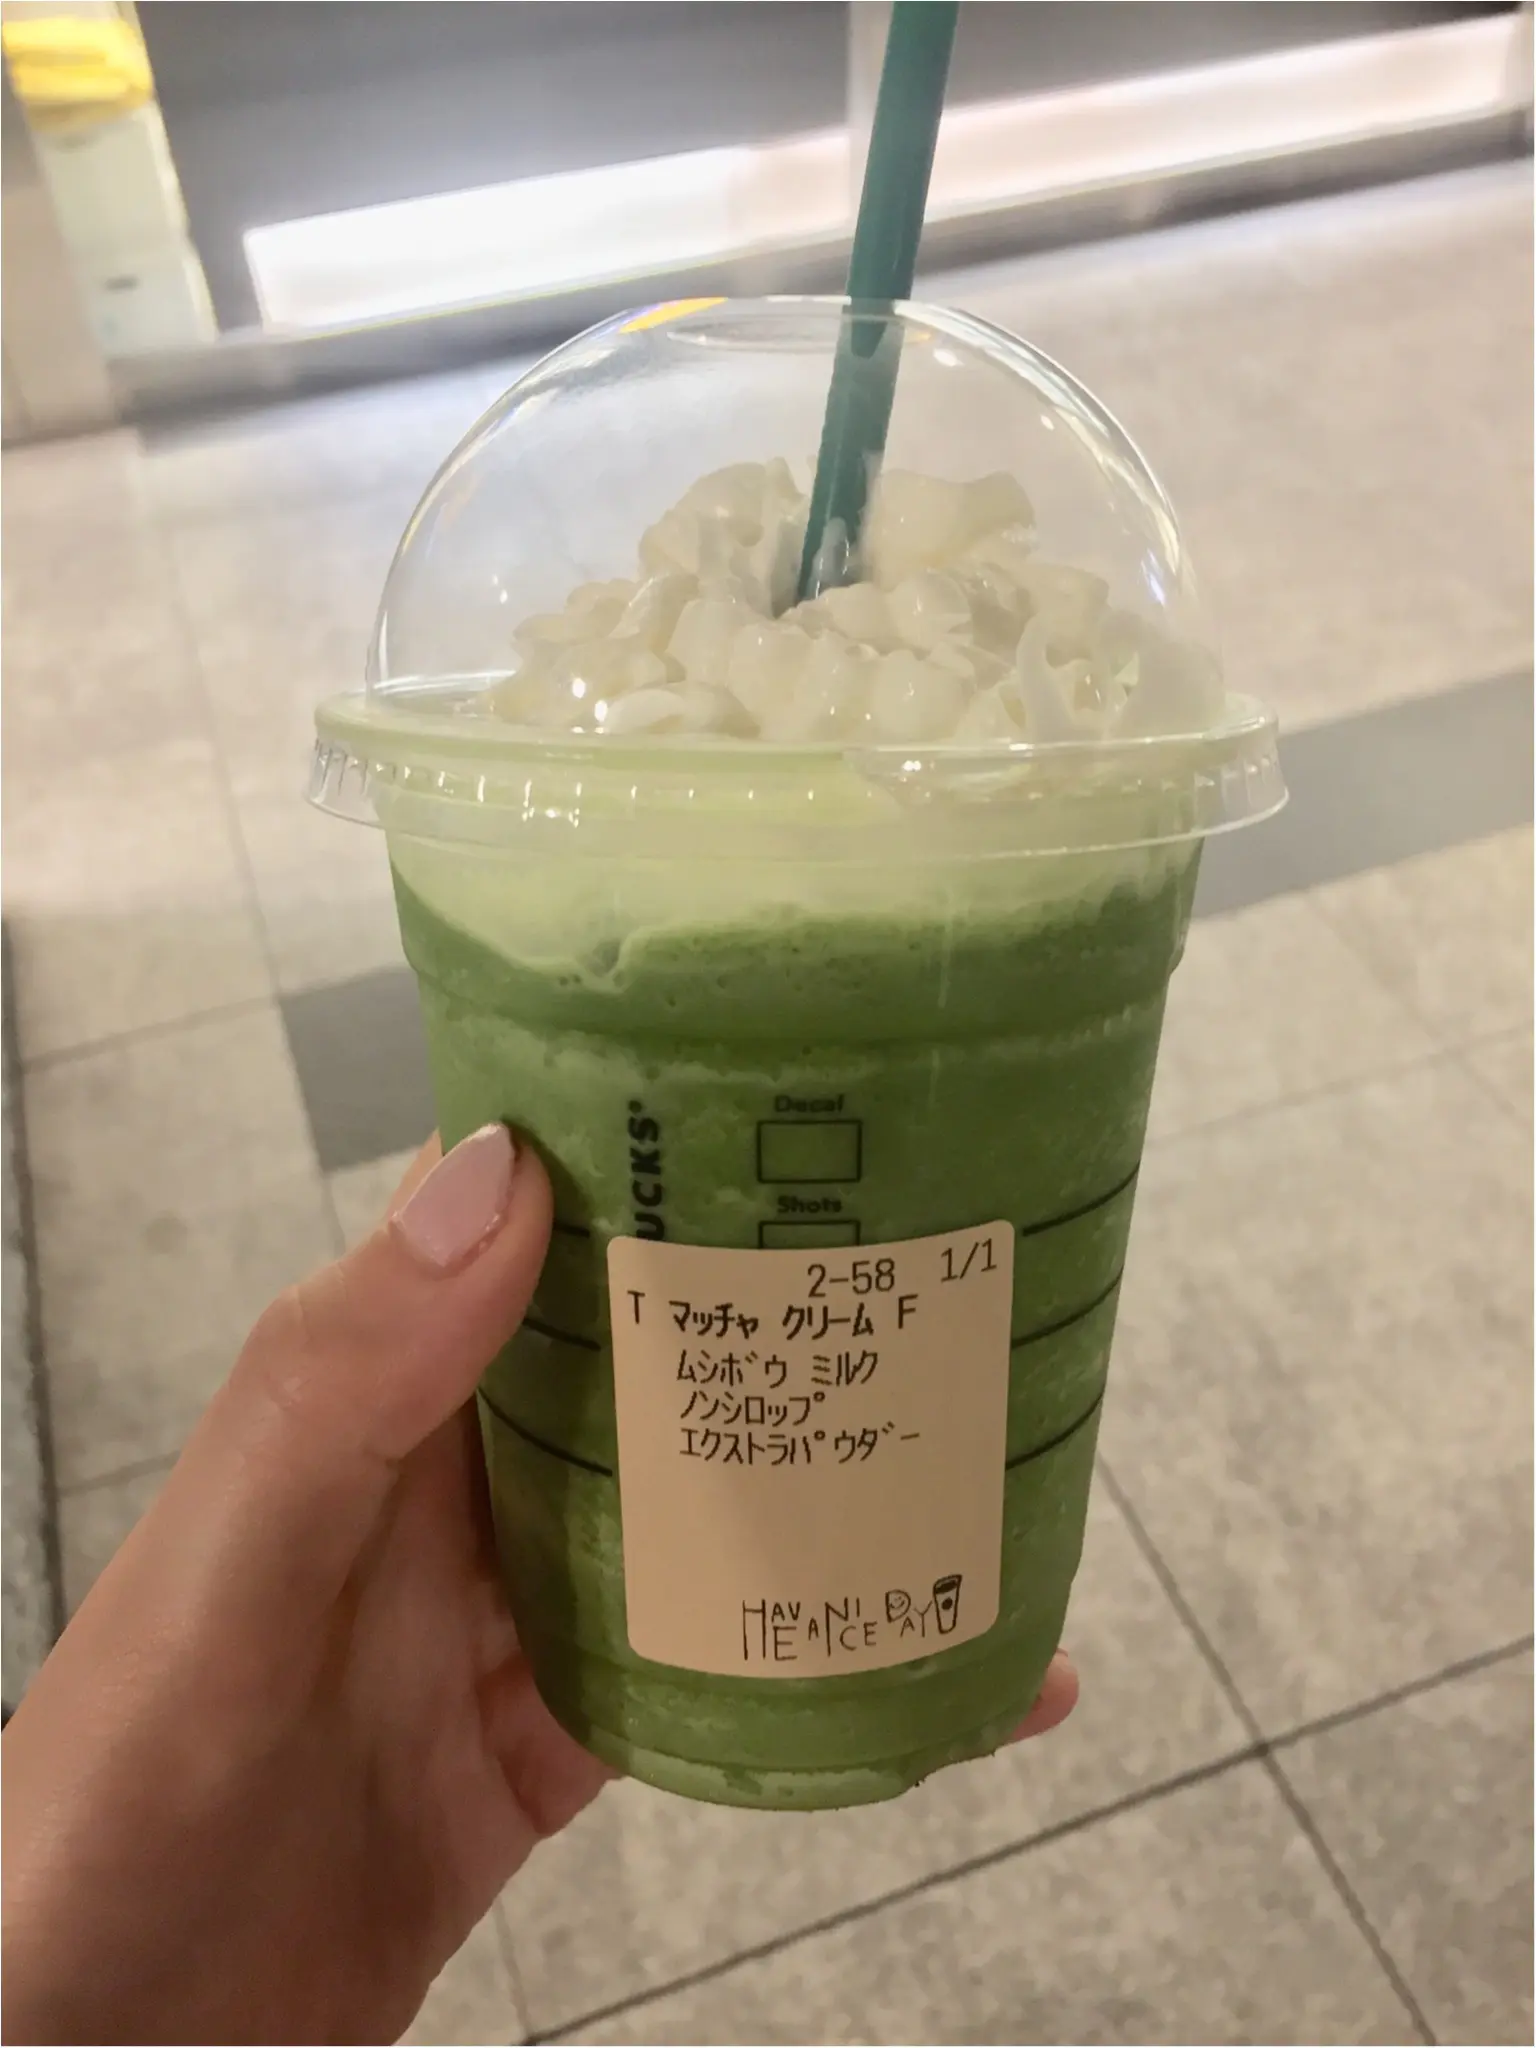 Decaf
Shots
UCKS®
2-58 1/1
T マッチャ クリーム F
ムシボウ ミルク
ノンシロップ
エクストラパウダー
HAVE A NICE DAY